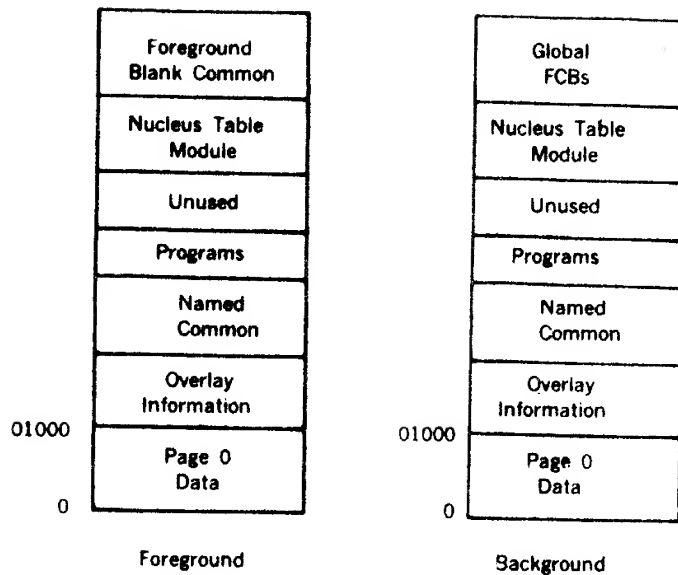 Foreground
Blank Common
Nucleus Table
Module
Unused
Programs
Named
Common
Overlay
Information
01000
Page 0
Data
0
Foreground
Global
FCBs
Nucleus Table
Module
Unused
Programs
Named
Common
Overlay
Information
01000
Page 0
Data
0
Background